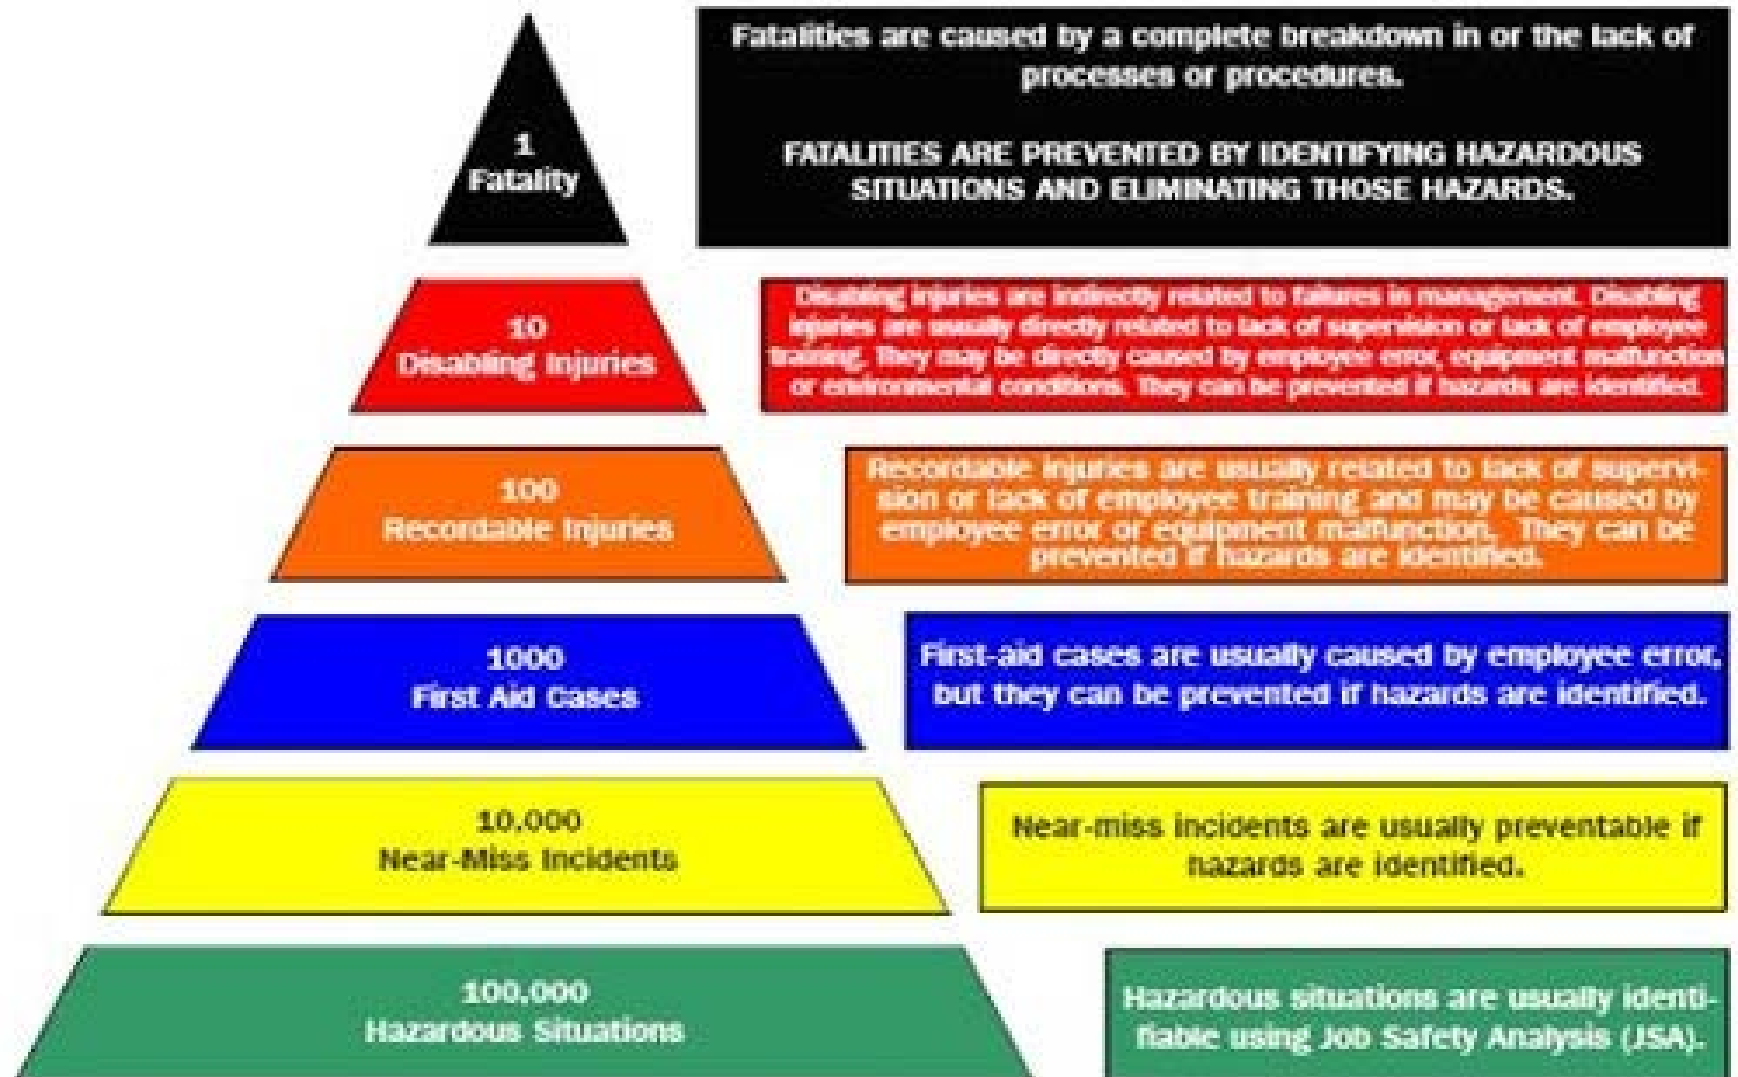 1
Fatality
Fatalities are caused by a complete breakdown in or the lack of
processes or procedures.
FATALITIES ARE PREVENTED BY IDENTIFYING HAZARDOUS
SITUATIONS AND ELIMINATING THOSE HAZARDS.
10
Disabling Injuries
Disabling injuries are indirectly related to failures in management. Disabling
injuries are usually directly related to lack of supervision or lack of employee
training. They may be directly caused by employee error, equipment malfunction
or environmental conditions. They can be prevented if hazards are identified.
100
Recordable Injuries
Recordable injuries are usually related to lack of supervi-
sion or lack of employee training and may be caused by
employee error or equipment malfunction. They can be
prevented if hazards are identified.
1000
First Aid Cases
First-aid cases are usually caused by employee error,
but they can be prevented if hazards are identified.
10.000
Near-Miss Incidents
Near-miss incidents are usually preventable if
hazards are identified.
100.000
Hazardous Situations
Hazardous situations are usually identi-
fiable using Job Safety Analysis (JSA).